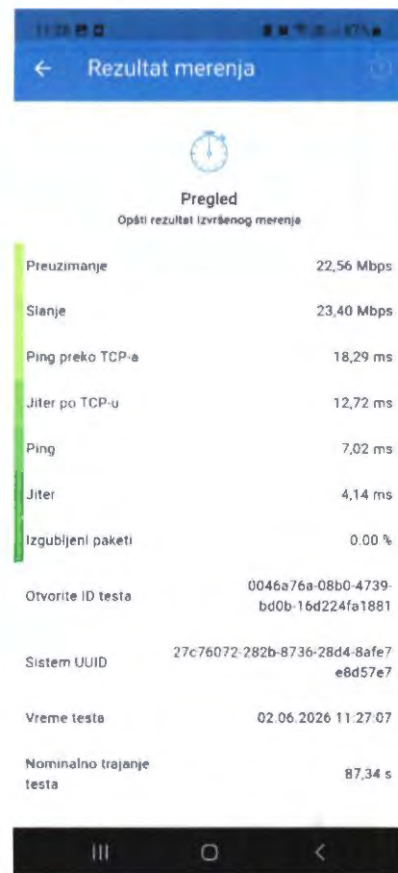 Rezultat merenja
Pregled
Opšti rezultat izvršenog merenja
Preuzimanje 22,56 Mbps
Slanje 23,40 Mbps
Ping preko TCP-a 18,29 ms
Jiter po TCP-u 12,72 ms
Ping 7,02 ms
Jiter 4,14 ms
Izgubljeni paketi 0.00 %
Otvorite ID testa 0046a76a-08b0-4739-
bd0b-16d224fa1881
Sistem UUID 27c76072-282b-8736-28d4-8afe7
e8d57e7
Vreme testa 02.06.2026 11:27:07
Nominalno trajanje
testa 87,34 s